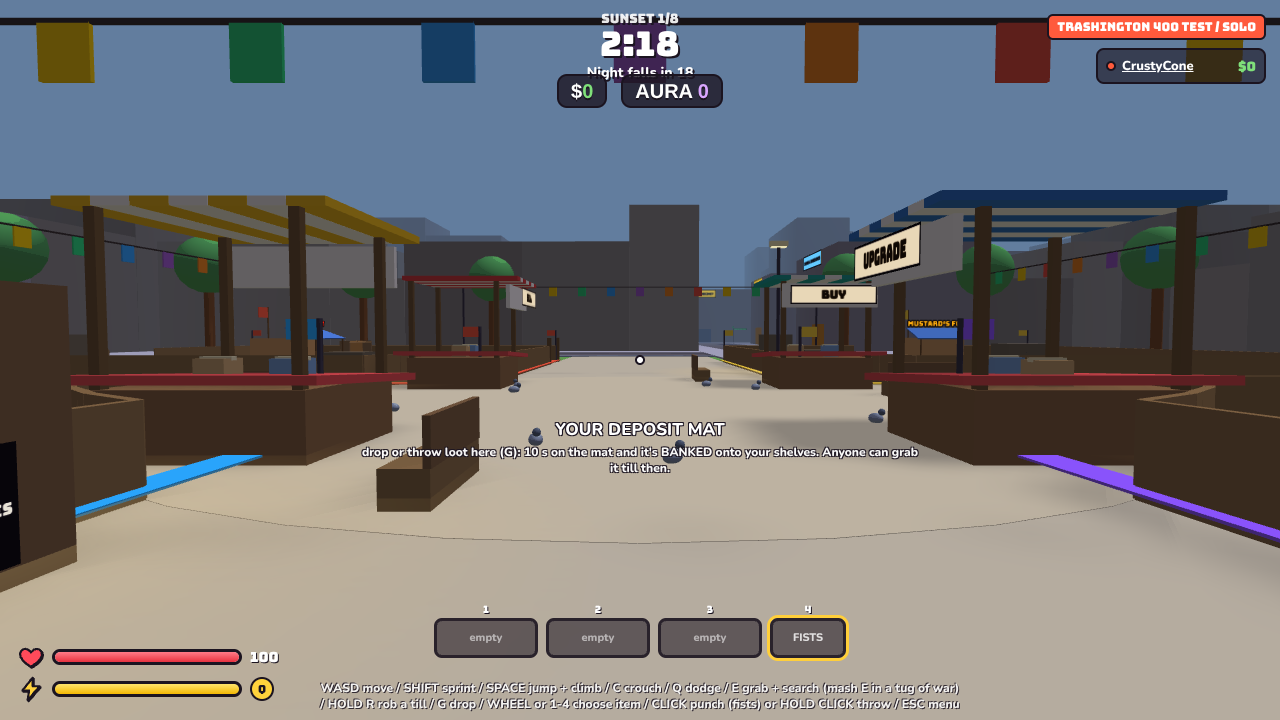 SUNSET 1/8
2:18
Night falls in 18
$0
AURA 0
TRASHINGTON 400 TEST / SOLO
CrustyCone $0
UPGRADE
BUY
MUSTARD'S F
YOUR DEPOSIT MAT
drop or throw loot here (G): 10 s on the mat and it's BANKED onto your shelves. Anyone can grab
it till then.
1 2 3 4
empty empty empty FISTS
100
0
WASD move / SHIFT sprint / SPACE jump + climb / C crouch / Q dodge / E grab + search (mash E in a tug of war)
/ HOLD R rob a till / G drop / WHEEL or 1-4 choose item / CLICK punch (fists) or HOLD CLICK throw / ESC menu